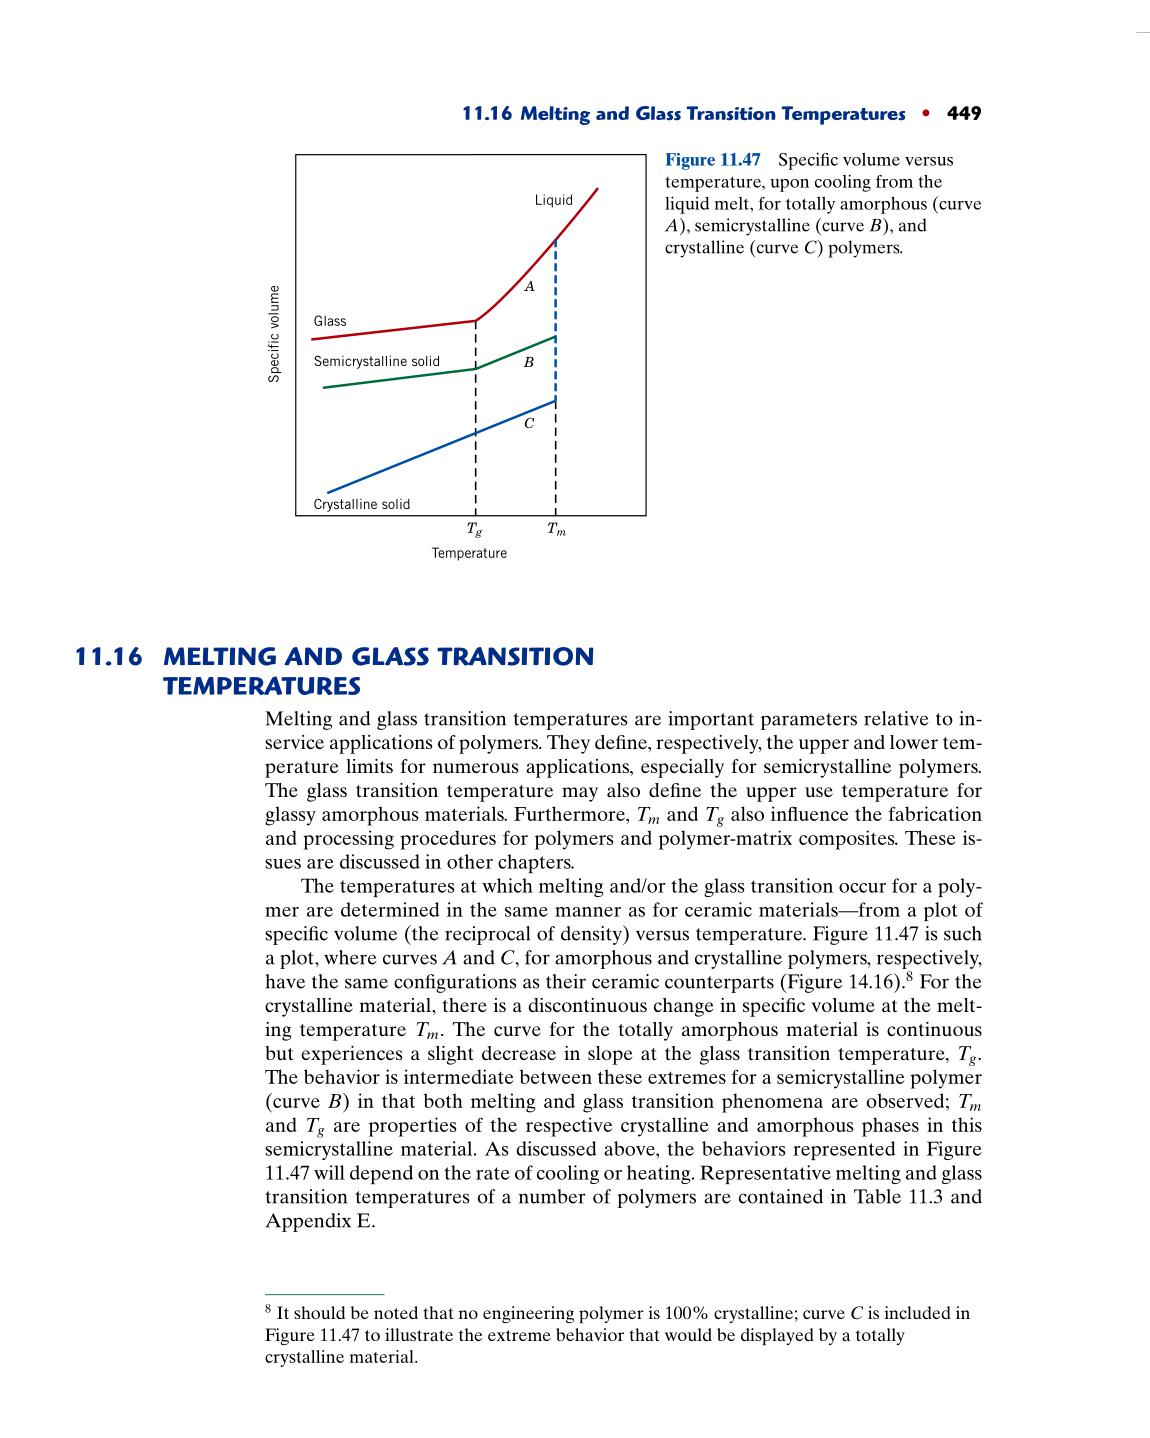 11.16 Melting and Glass Transition Temperatures • 449
Figure 11.47 Specific volume versus
temperature, upon cooling from the
liquid melt, for totally amorphous (curve
A), semicrystalline (curve B), and
crystalline (curve C) polymers.
Liquid
A
Glass
Semicrystalline solid
B
C
Crystalline solid
Specific volume
Tg
Tm
Temperature
11.16 MELTING AND GLASS TRANSITION
TEMPERATURES
Melting and glass transition temperatures are important parameters relative to in-
service applications of polymers. They define, respectively, the upper and lower tem-
perature limits for numerous applications, especially for semicrystalline polymers.
The glass transition temperature may also define the upper use temperature for
glassy amorphous materials. Furthermore, Tm and Tg also influence the fabrication
and processing procedures for polymers and polymer-matrix composites. These is-
sues are discussed in other chapters.
The temperatures at which melting and/or the glass transition occur for a poly-
mer are determined in the same manner as for ceramic materials—from a plot of
specific volume (the reciprocal of density) versus temperature. Figure 11.47 is such
a plot, where curves A and C, for amorphous and crystalline polymers, respectively,
have the same configurations as their ceramic counterparts (Figure 14.16).8 For the
crystalline material, there is a discontinuous change in specific volume at the melt-
ing temperature Tm. The curve for the totally amorphous material is continuous
but experiences a slight decrease in slope at the glass transition temperature, Tg.
The behavior is intermediate between these extremes for a semicrystalline polymer
(curve B) in that both melting and glass transition phenomena are observed; Tm
and Tg are properties of the respective crystalline and amorphous phases in this
semicrystalline material. As discussed above, the behaviors represented in Figure
11.47 will depend on the rate of cooling or heating. Representative melting and glass
transition temperatures of a number of polymers are contained in Table 11.3 and
Appendix E.
8 It should be noted that no engineering polymer is 100% crystalline; curve C is included in
Figure 11.47 to illustrate the extreme behavior that would be displayed by a totally
crystalline material.